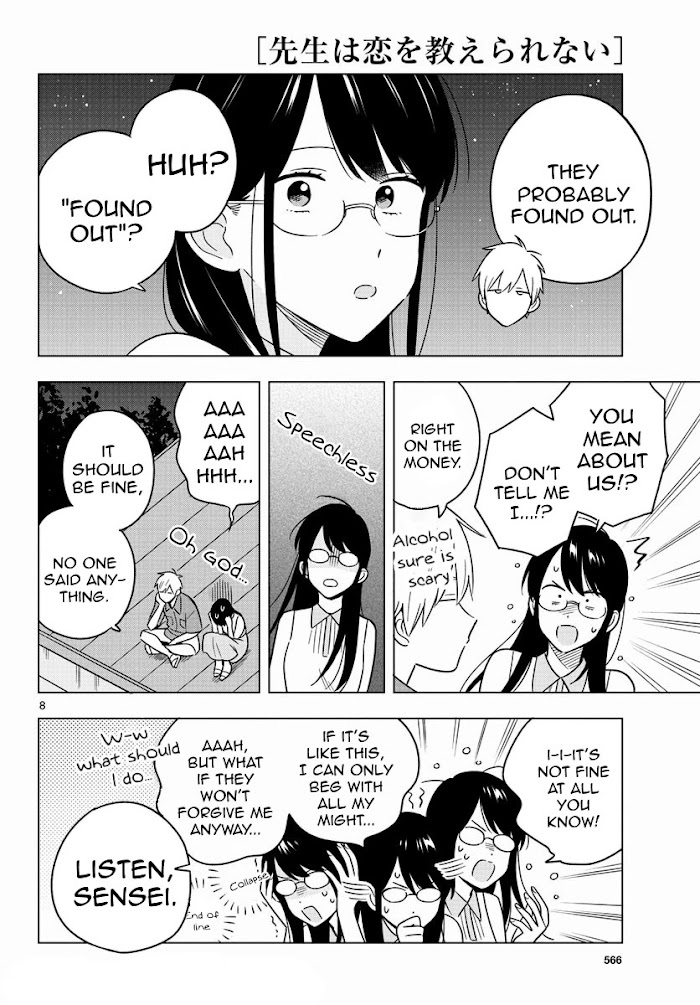 [先生は恋を教えられない]
THEY
PROBABLY
FOUND OUT.
HUH?
"FOUND
OUT"?
YOU
MEAN
ABOUT
US!?
DON'T
TELL ME
I...!?
RIGHT
ON THE
MONEY.
Alcohol
sure is
scary
Speechless
AAA
AAA
AAH
HHH...
Oh God...
IT
SHOULD
BE FINE,
NO ONE
SAID ANY-
THING.
8
I-I-IT'S
NOT FINE
AT ALL
YOU
KNOW!
IF IT'S
LIKE THIS,
I CAN ONLY
BEG WITH
ALL MY
MIGHT...
AAAH,
BUT WHAT
IF THEY
WON'T
FORGIVE ME
ANYWAY...
W-w
what should
I do...
Collapse
End of
line
LISTEN,
SENSEI.
566